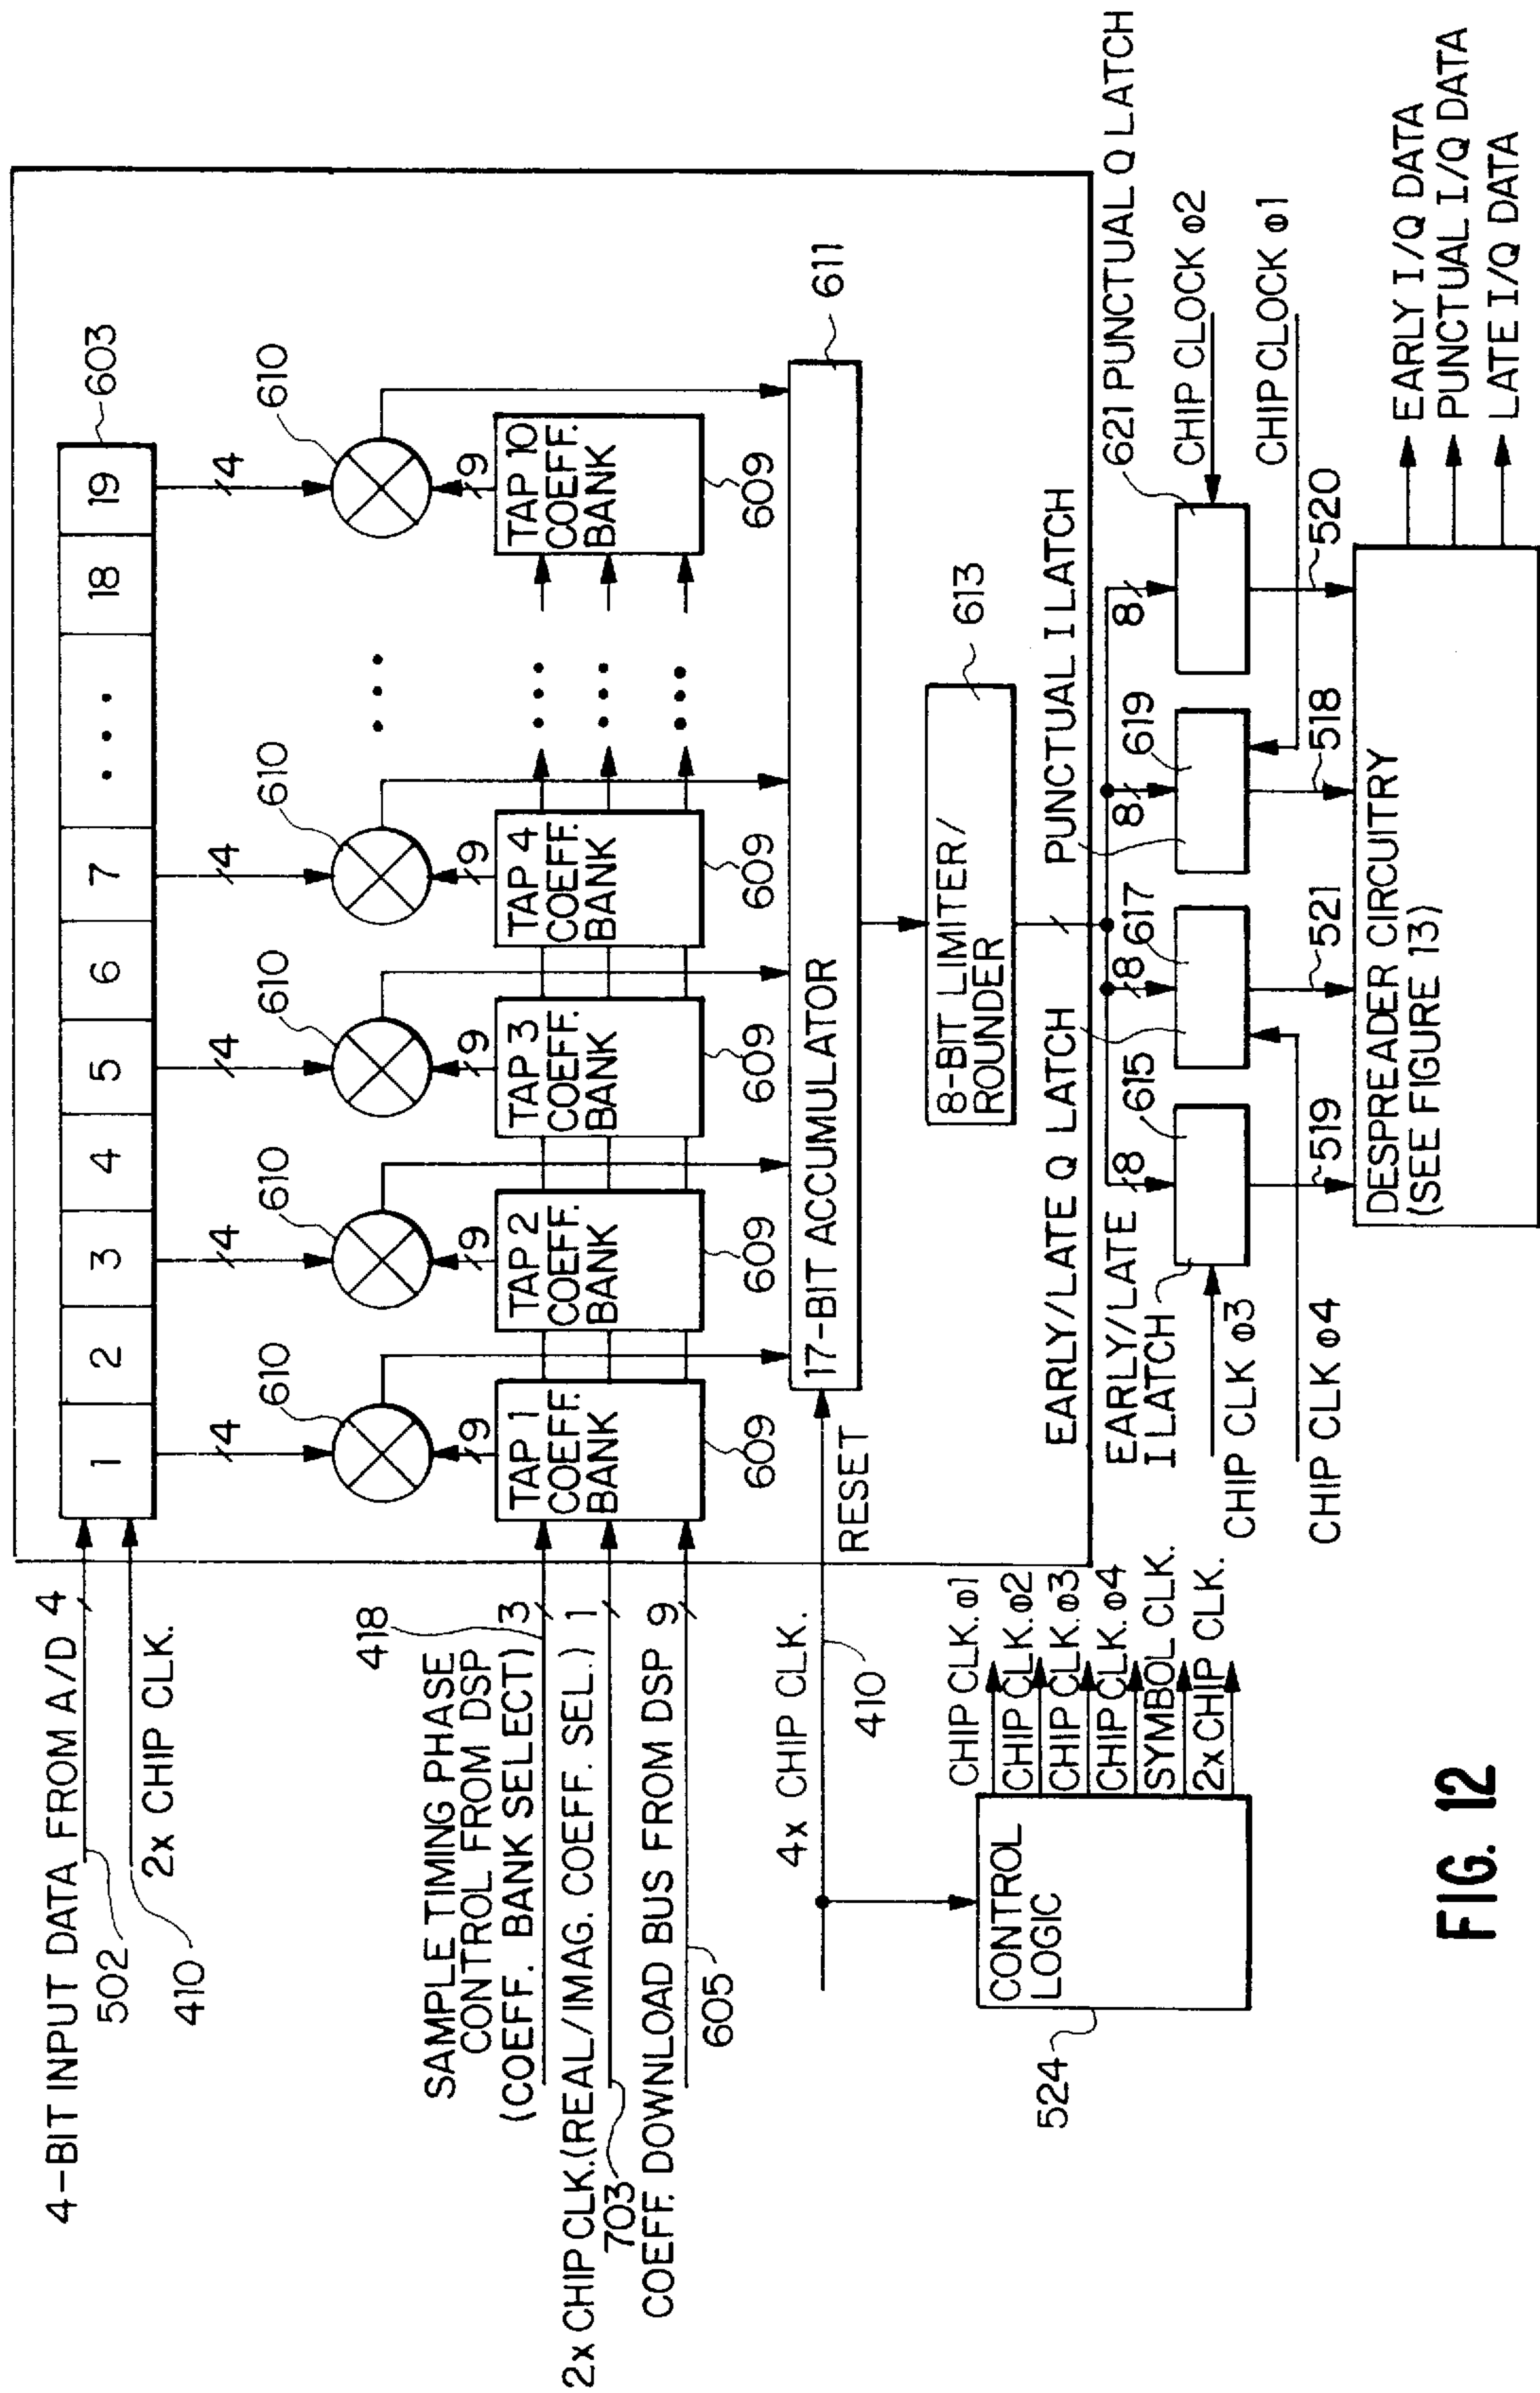 4-BIT INPUT DATA FROM A/D 4
502
2x CHIP CLK.
410
1 2 3 4 5 6 7 ••• 18 19
603
4 4 4 4 4
610 610 610 610 610
••• 
9 9 9 9 9
SAMPLE TIMING PHASE
CONTROL FROM DSP
(COEFF. BANK SELECT) 3
418
2x CHIP CLK.(REAL/IMAG. COEFF. SEL.) 1
703
COEFF. DOWNLOAD BUS FROM DSP 9
605
TAP 1
COEFF.
BANK
609
TAP 2
COEFF.
BANK
609
TAP 3
COEFF.
BANK
609
TAP 4
COEFF.
BANK
609
•••
•••
•••
TAP 10
COEFF.
BANK
609
4x CHIP CLK.
410
RESET
17-BIT ACCUMULATOR
611
8-BIT LIMITER/
ROUNDER
613
CONTROL
LOGIC
524
CHIP CLK. φ1
CHIP CLK. φ2
CHIP CLK. φ3
CHIP CLK. φ4
SYMBOL CLK.
2x CHIP CLK.
EARLY/LATE Q LATCH
PUNCTUAL I LATCH
621 PUNCTUAL Q LATCH
EARLY/LATE
I LATCH
8 8 8 8
615 617 619
CHIP CLOCK φ2
CHIP CLK φ3
CHIP CLOCK φ1
CHIP CLK φ4
519 521 518 520
DESPREADER CIRCUITRY
(SEE FIGURE 13)
EARLY I/Q DATA
PUNCTUAL I/Q DATA
LATE I/Q DATA
FIG. 12